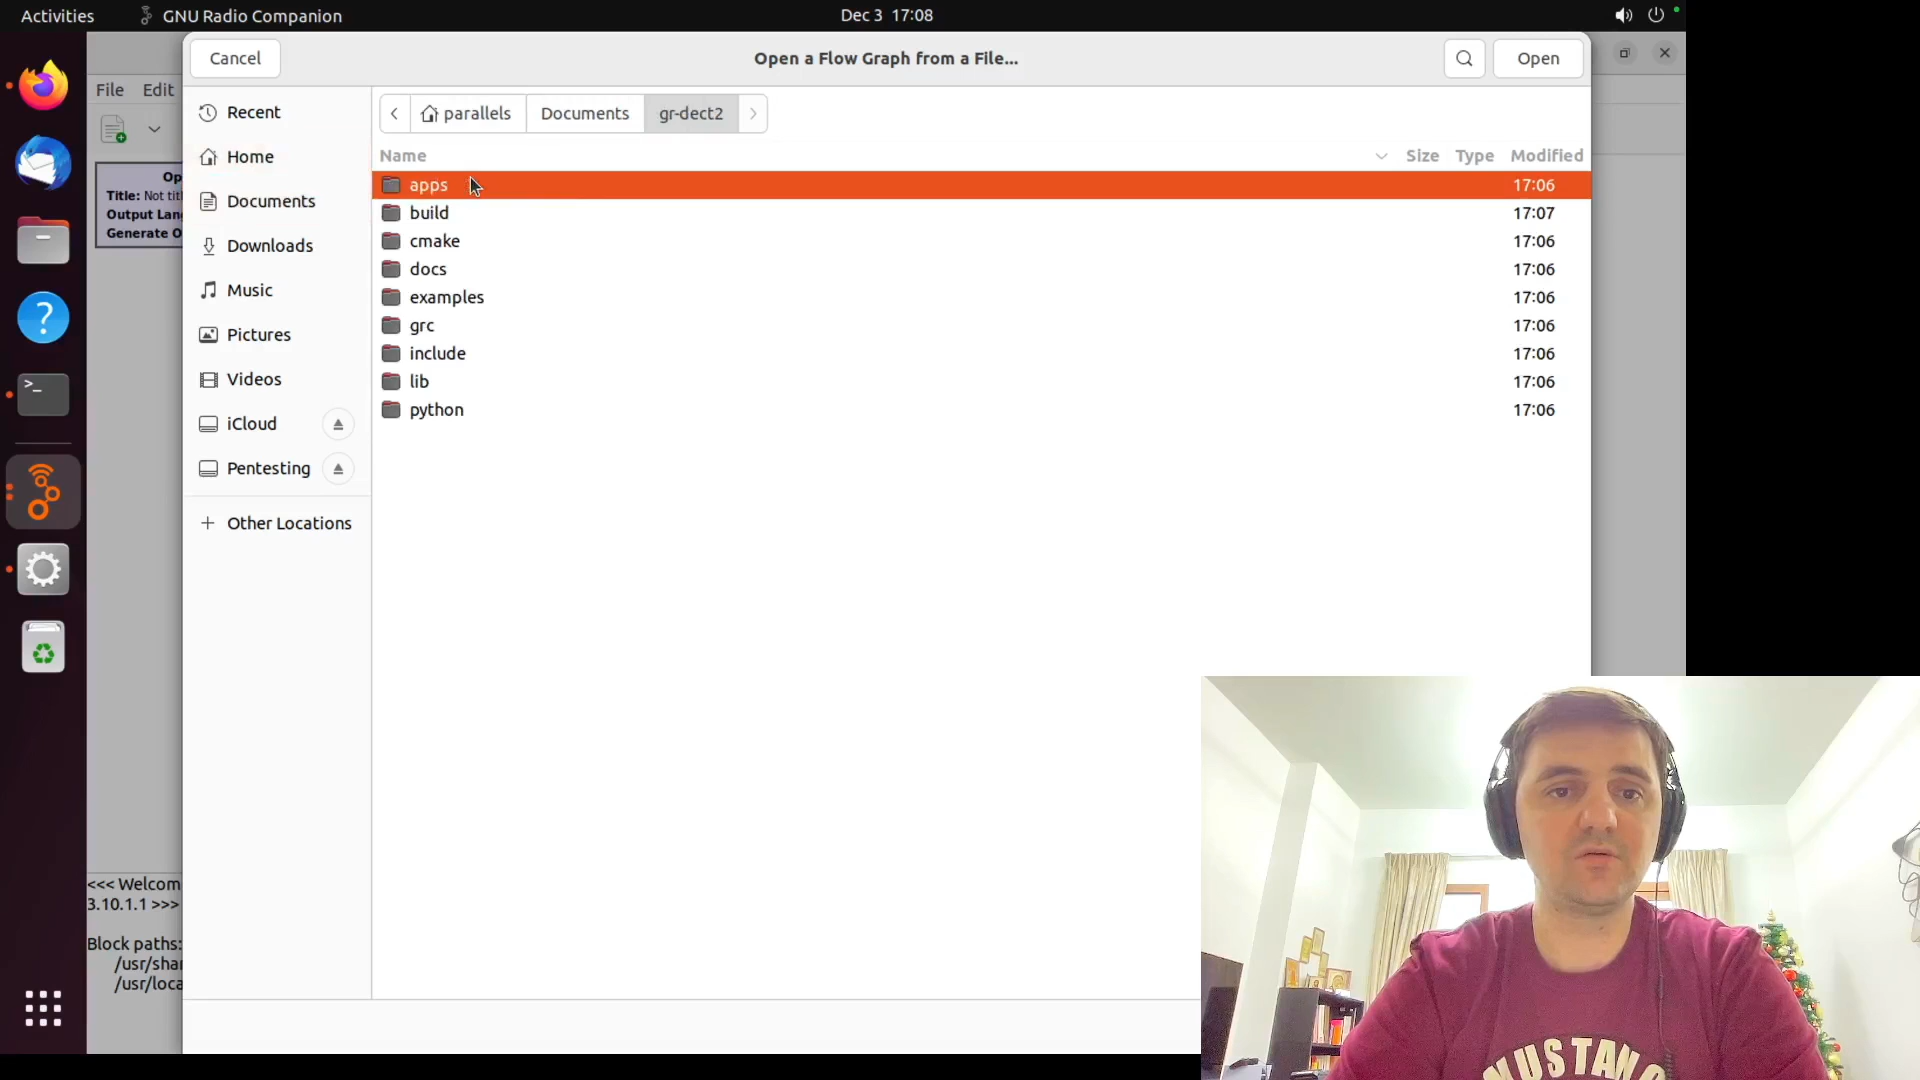 Activities
GNU Radio Companion
Dec 3 17:08
Cancel
Open a Flow Graph from a File...
Open
File Edit
Recent
Home
Documents
Downloads
Music
Pictures
Videos
iCloud
Pentesting
Other Locations
parallels Documents gr-dect2
Name Size Type Modified
apps 17:06
build 17:07
cmake 17:06
docs 17:06
examples 17:06
grc 17:06
include 17:06
lib 17:06
python 17:06
Op
Title: Not titl
Output Lan
Generate O
<<< Welcom
3.10.1.1 >>>
Block paths:
/usr/shar
/usr/loca
MUSTANG